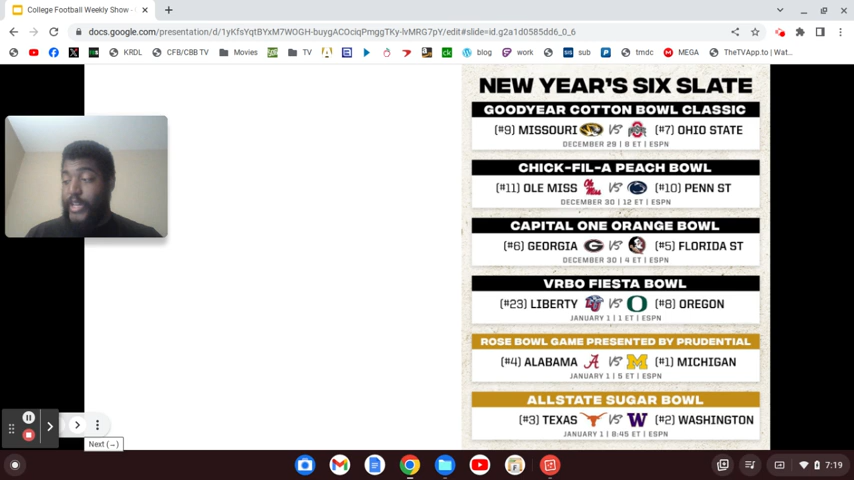 College Football Weekly Show -
docs.google.com/presentation/d/1yKfsYqtBYxM7WOGH-buygACOciqPmggTKy-lvMRG7pY/edit#slide=id.g2a1d0585dd6_0_6
KRDL
CFB/CBB TV
Movies
TV
blog
work
sis
sub
tmdc
MEGA
TheTVApp.to | Wat...
NEW YEAR'S SIX SLATE
GOODYEAR COTTON BOWL CLASSIC
(#9) MISSOURI VS (#7) OHIO STATE
DECEMBER 29 | 8 ET | ESPN
CHICK-FIL-A PEACH BOWL
(#11) OLE MISS VS (#10) PENN ST
DECEMBER 30 | 12 ET | ESPN
CAPITAL ONE ORANGE BOWL
(#6) GEORGIA VS (#5) FLORIDA ST
DECEMBER 30 | 4 ET | ESPN
VRBO FIESTA BOWL
(#23) LIBERTY VS (#8) OREGON
JANUARY 1 | 1 ET | ESPN
ROSE BOWL GAME PRESENTED BY PRUDENTIAL
(#4) ALABAMA VS (#1) MICHIGAN
JANUARY 1 | 5 ET | ESPN
ALLSTATE SUGAR BOWL
(#3) TEXAS VS (#2) WASHINGTON
JANUARY 1 | 8:45 ET | ESPN
Next (→)
7:19